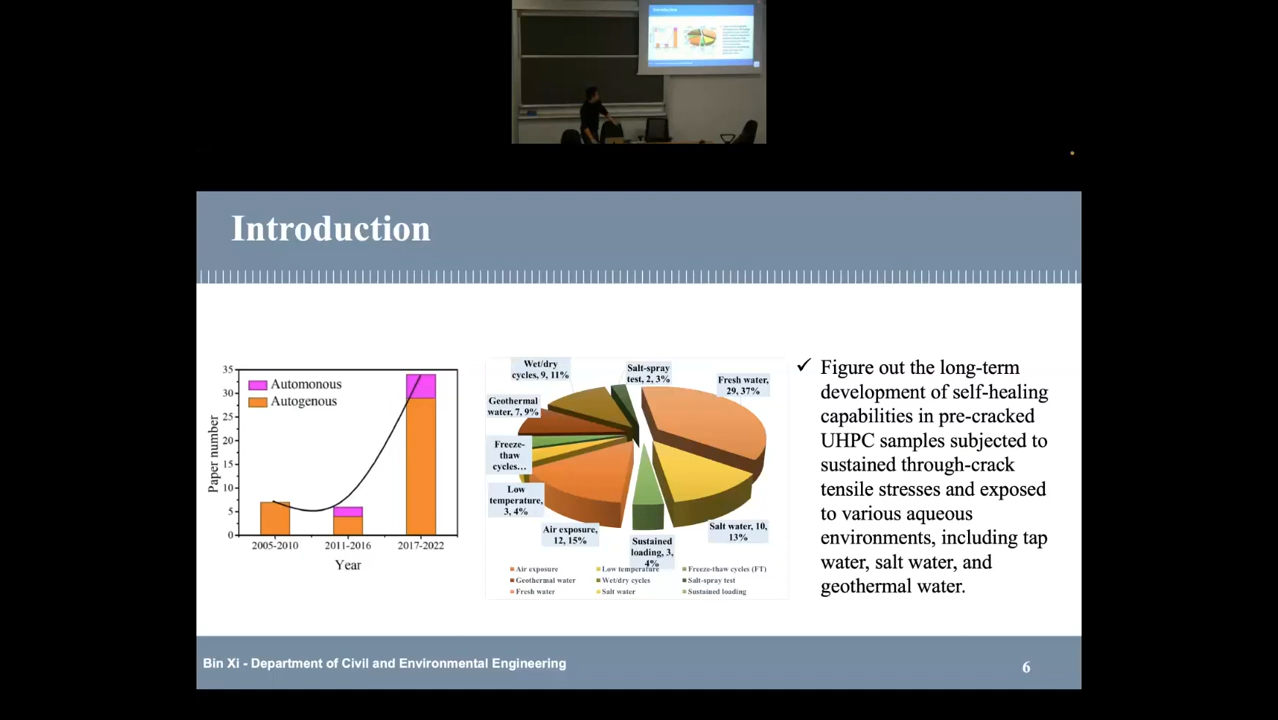 Introduction
35
30
25
20
15
10
5
0
Paper number
Automonous
Autogenous
2005-2010
2011-2016
2017-2022
Year
Wet/dry
cycles, 9, 11%
Salt-spray
test, 2, 3%
Fresh water,
29, 37%
Geothermal
water, 7, 9%
Freeze-
thaw
cycles...
Low
temperature,
3, 4%
Air exposure,
12, 15%
Sustained
loading, 3,
4%
Salt water, 10,
13%
Air exposure
Low temperature
Freeze-thaw cycles (FT)
Geothermal water
Wet/dry cycles
Salt-spray test
Fresh water
Salt water
Sustained loading
✓ Figure out the long-term
development of self-healing
capabilities in pre-cracked
UHPC samples subjected to
sustained through-crack
tensile stresses and exposed
to various aqueous
environments, including tap
water, salt water, and
geothermal water.
Bin Xi - Department of Civil and Environmental Engineering
6